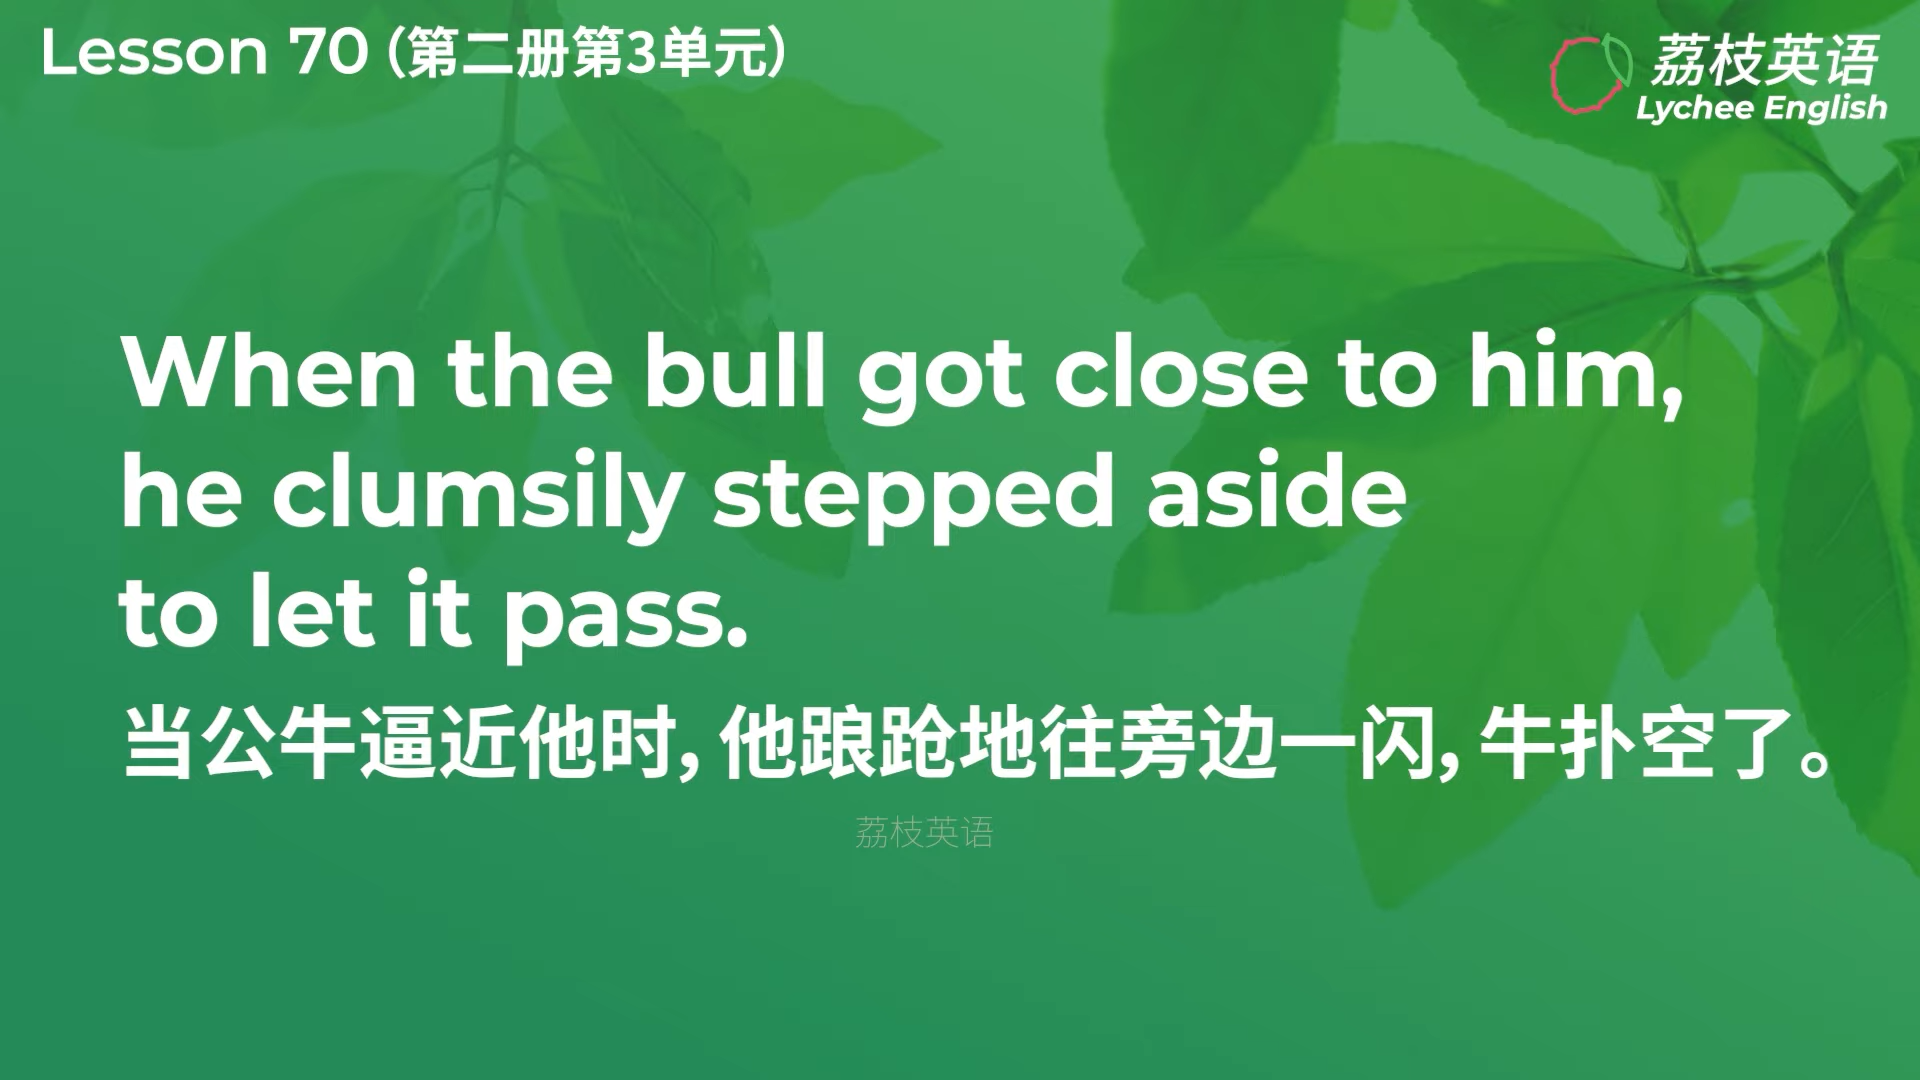 Lesson 70 (第二册第3单元)
荔枝英语
Lychee English
When the bull got close to him,
he clumsily stepped aside
to let it pass.
当公牛逼近他时,他踉跄地往旁边一闪,牛扑空了。
荔枝英语